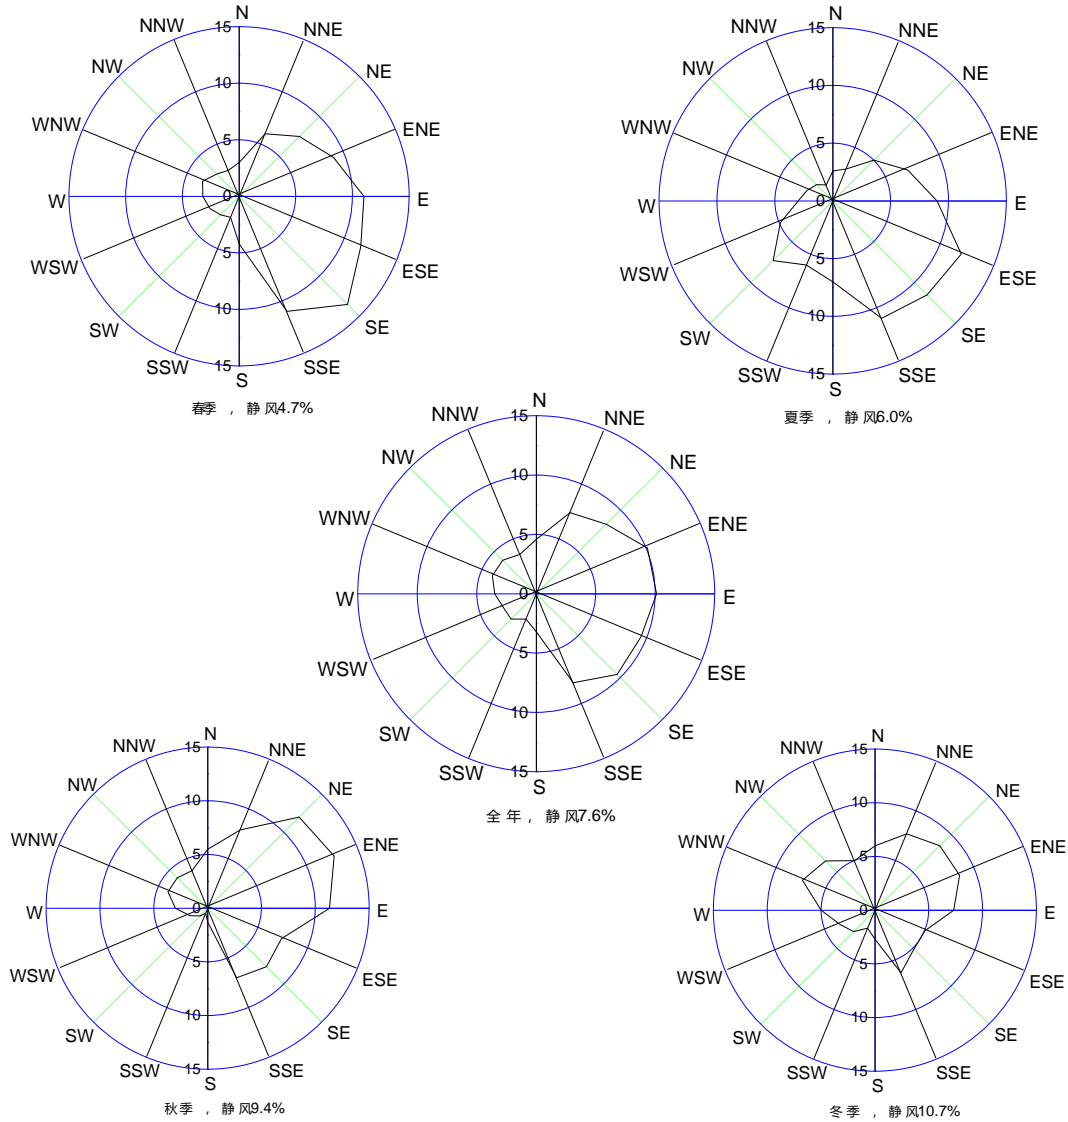 N
NNE
NE
ENE
E
ESE
SE
SSE
S
SSW
SW
WSW
W
WNW
NW
NNW
15
10
5
0
5
10
15
春季 ，静风4.7%
N
NNE
NE
ENE
E
ESE
SE
SSE
S
SSW
SW
WSW
W
WNW
NW
NNW
15
10
5
0
5
10
15
夏季 ，静风6.0%
N
NNE
NE
ENE
E
ESE
SE
SSE
S
SSW
SW
WSW
W
WNW
NW
NNW
15
10
5
0
5
10
15
全年，静风7.6%
N
NNE
NE
ENE
E
ESE
SE
SSE
S
SSW
SW
WSW
W
WNW
NW
NNW
15
10
5
0
5
10
15
秋季 ，静风9.4%
N
NNE
NE
ENE
E
ESE
SE
SSE
S
SSW
SW
WSW
W
WNW
NW
NNW
15
10
5
0
5
10
15
冬季 ，静风10.7%